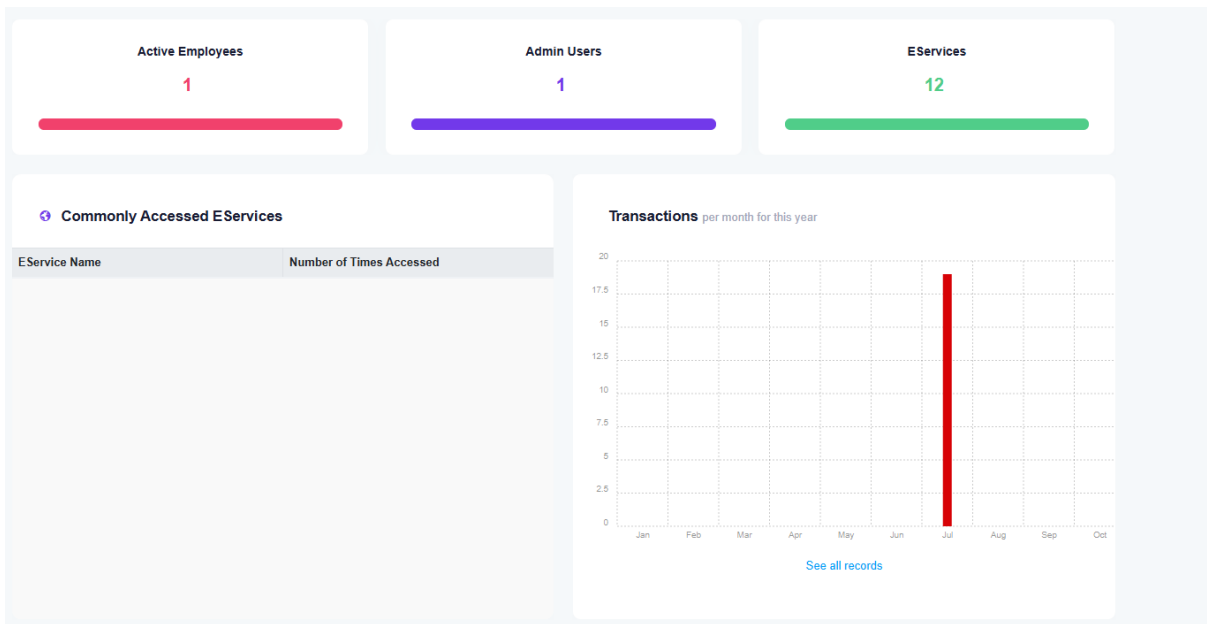 Active Employees
1
Admin Users
1
EServices
12
Commonly Accessed EServices
EService Name
Number of Times Accessed
Transactions per month for this year
20
17.5
15
12.5
10
7.5
5
2.5
0
Jan Feb Mar Apr May Jun Jul Aug Sep Oct
See all records